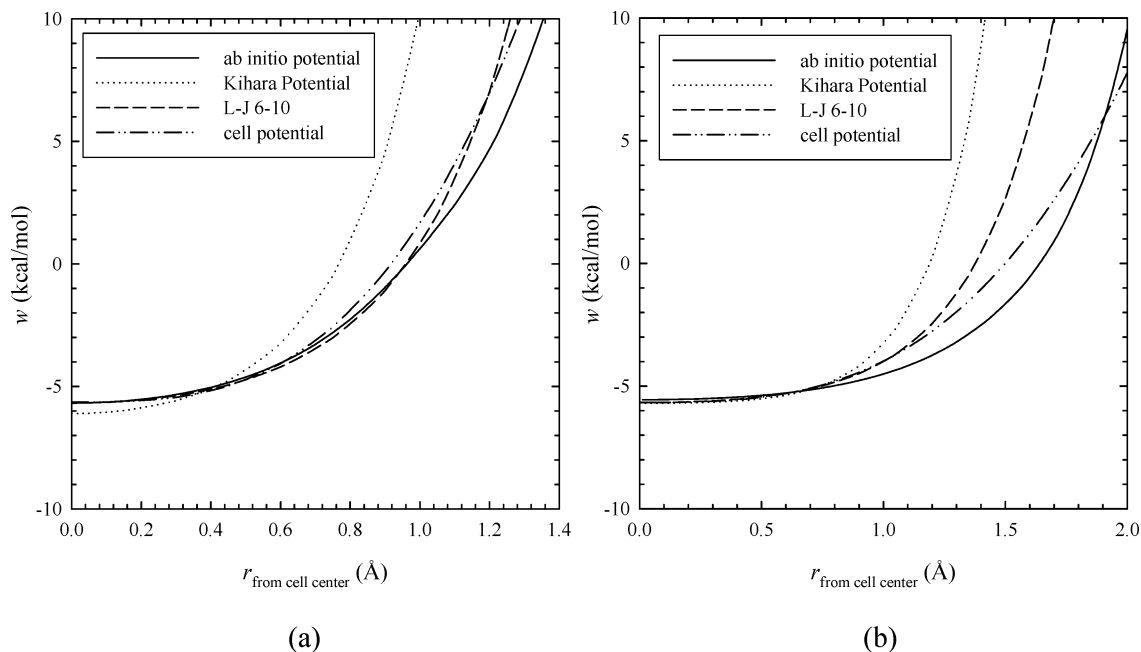 10
5
0
-5
-10
w (kcal/mol)
ab initio potential
Kihara Potential
L-J 6-10
cell potential
0.0 0.2 0.4 0.6 0.8 1.0 1.2 1.4
r from cell center (Å)
(a)
10
5
0
-5
-10
w (kcal/mol)
ab initio potential
Kihara Potential
L-J 6-10
cell potential
0.0 0.5 1.0 1.5 2.0
r from cell center (Å)
(b)